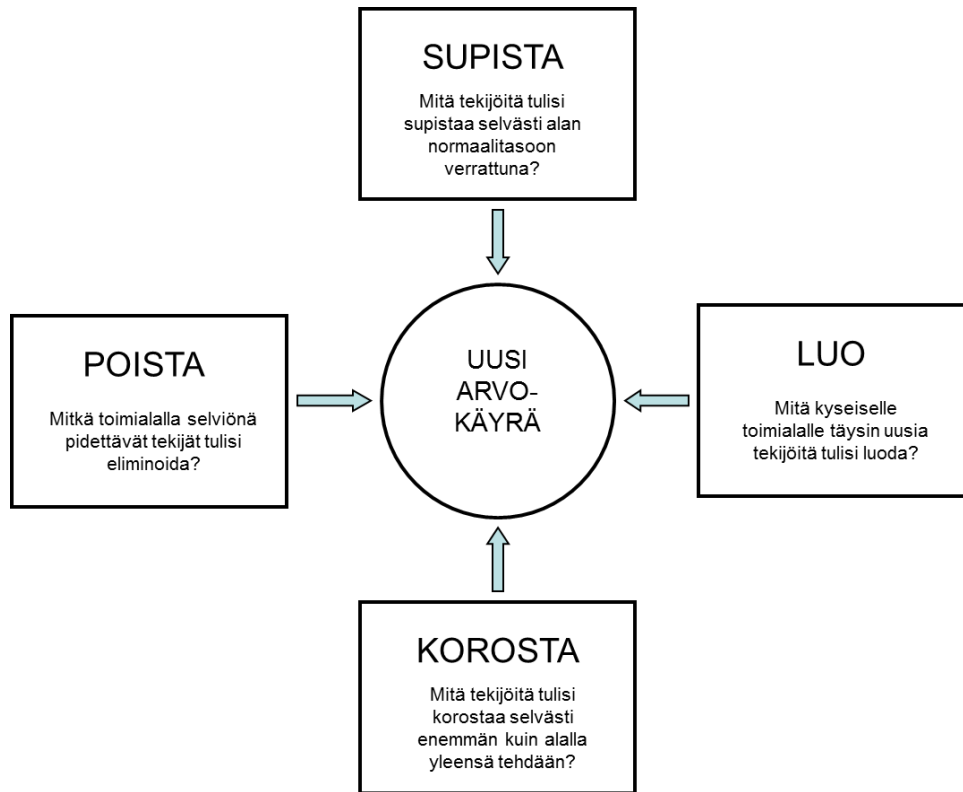 SUPISTA
Mitä tekijöitä tulisi
supistaa selvästi alan
normaalitasoon
verrattuna?
POISTA
Mitkä toimialalla selviönä
pidettävät tekijät tulisi
eliminoida?
UUSI
ARVO-
KÄYRÄ
LUO
Mitä kyseiselle
toimialalle täysin uusia
tekijöitä tulisi luoda?
KOROSTA
Mitä tekijöitä tulisi
korostaa selvästi
enemmän kuin alalla
yleensä tehdään?